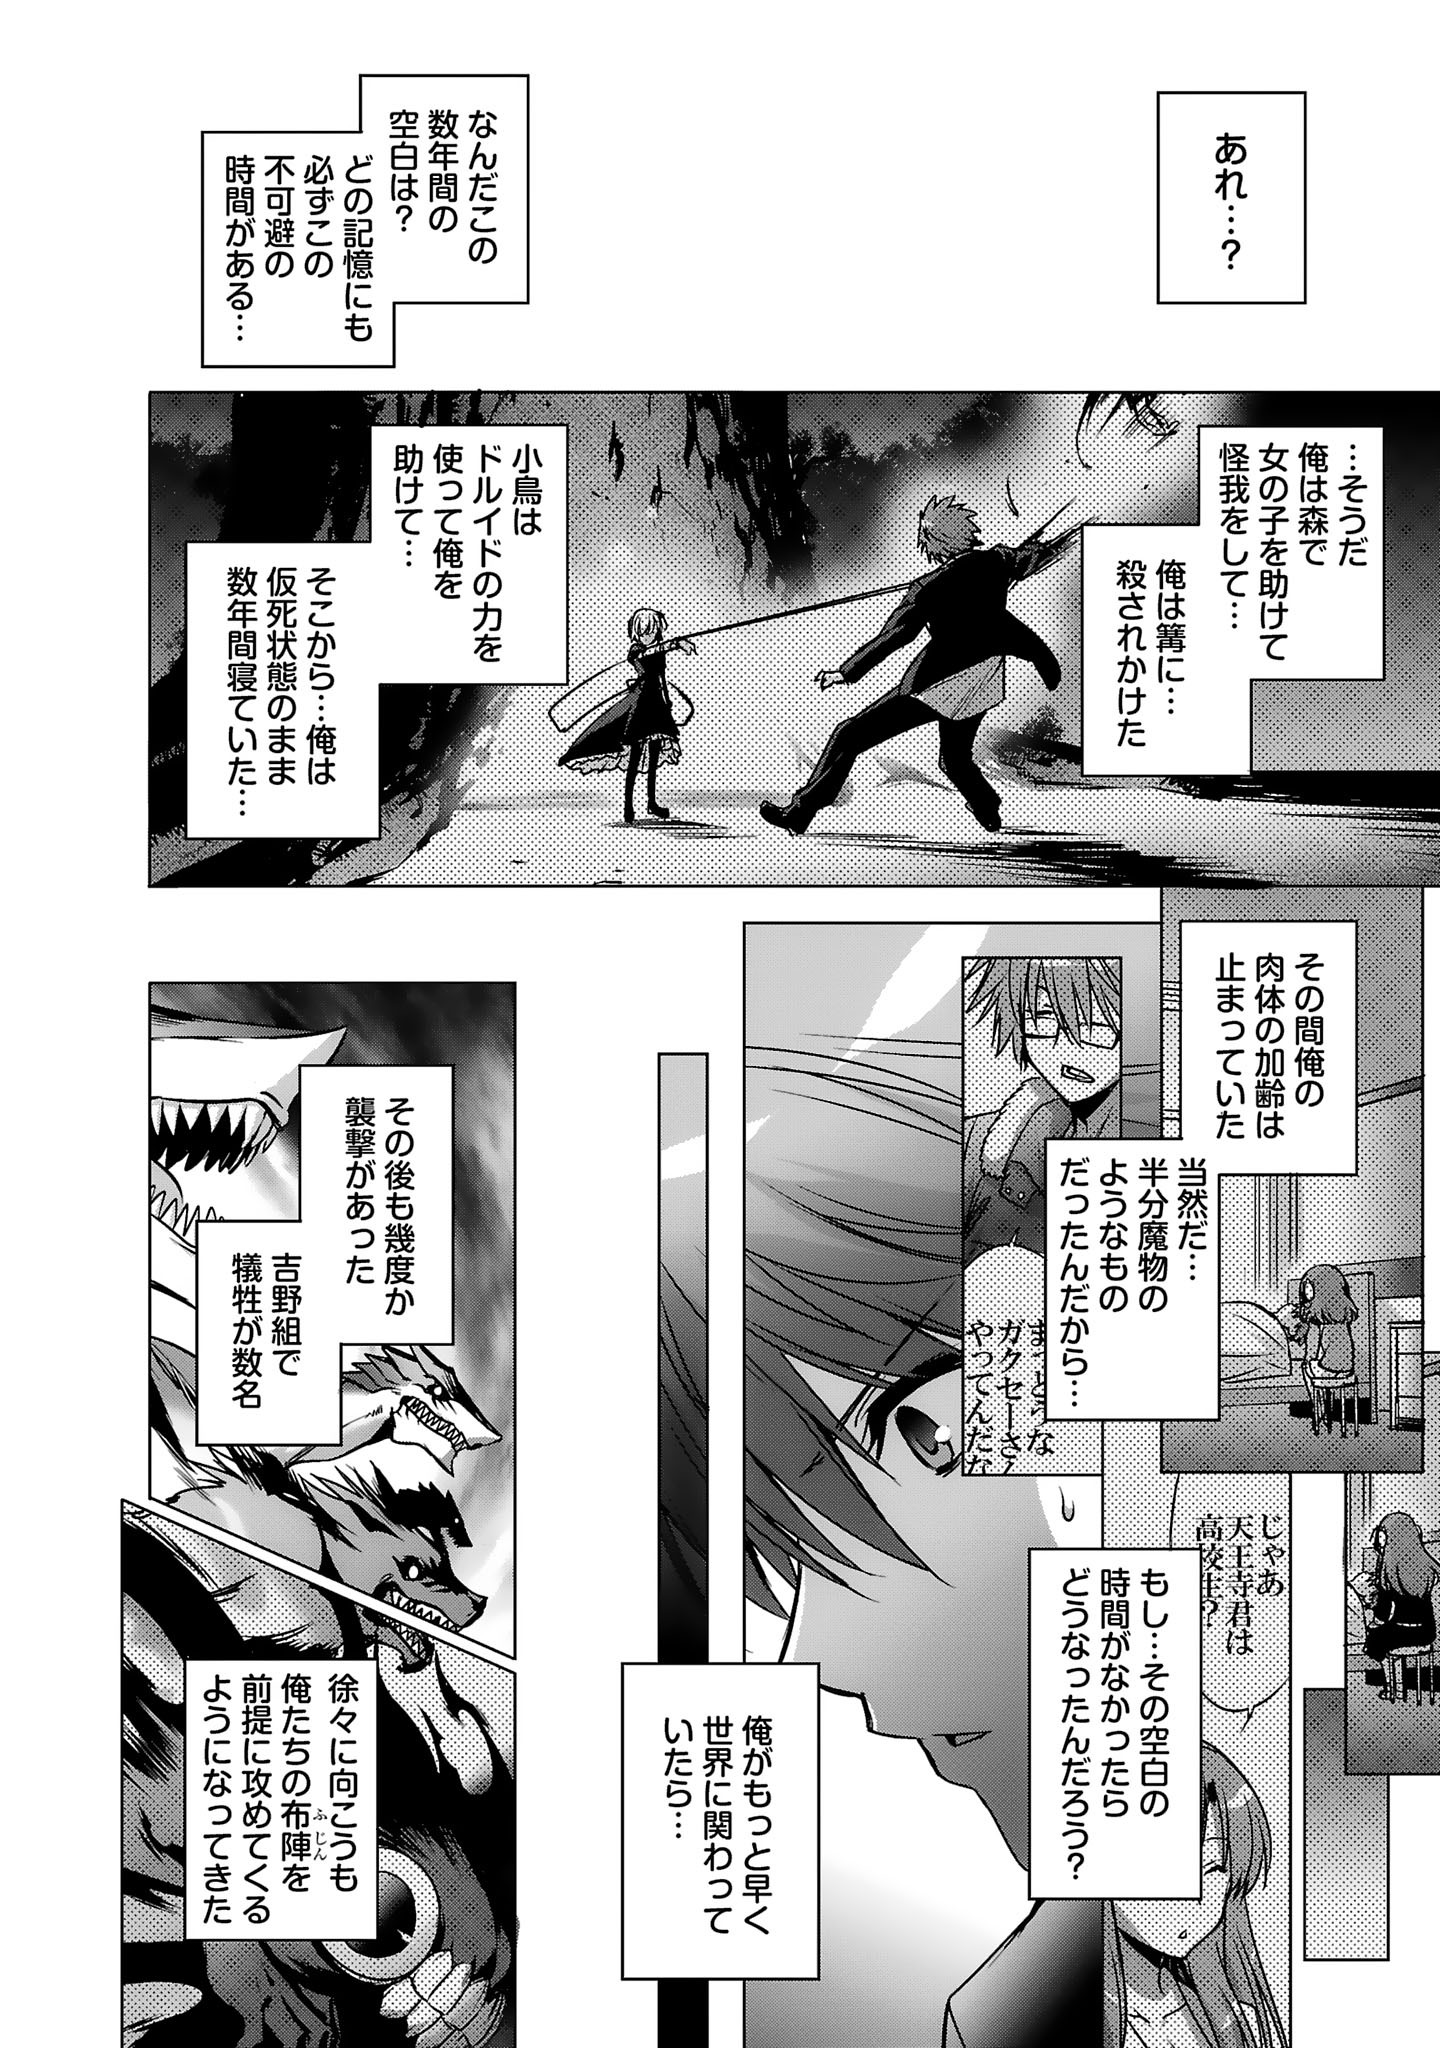 あれ…？
なんだこの
数年間の
空白は？
どの記憶にも
必ずこの
不可避の
時間がある…
…そうだ
俺は森で
女の子を助けて
怪我をして…
俺は篝に…
殺されかけた
小鳥は
ドルイドの力を
使って俺を
助けて…
そこから…俺は
仮死状態のまま
数年間寝ていた…
その間俺の
肉体の加齢は
止まっていた
当然だ…
半分魔物の
ような​もの
だったんだから…
ガクセーさん
やってんだな
じゃあ
天王寺君は
高校生？
もし…その空白の
時間がなかったら
どうなったんだろう？
俺がもっと早く
世界に関わって
いたら…
その後も幾度か
襲撃があった
吉野組で
犠牲が数名
徐々に向こうも
俺たちの布陣を
ふじん
前提に攻めてくる
ようになってきた